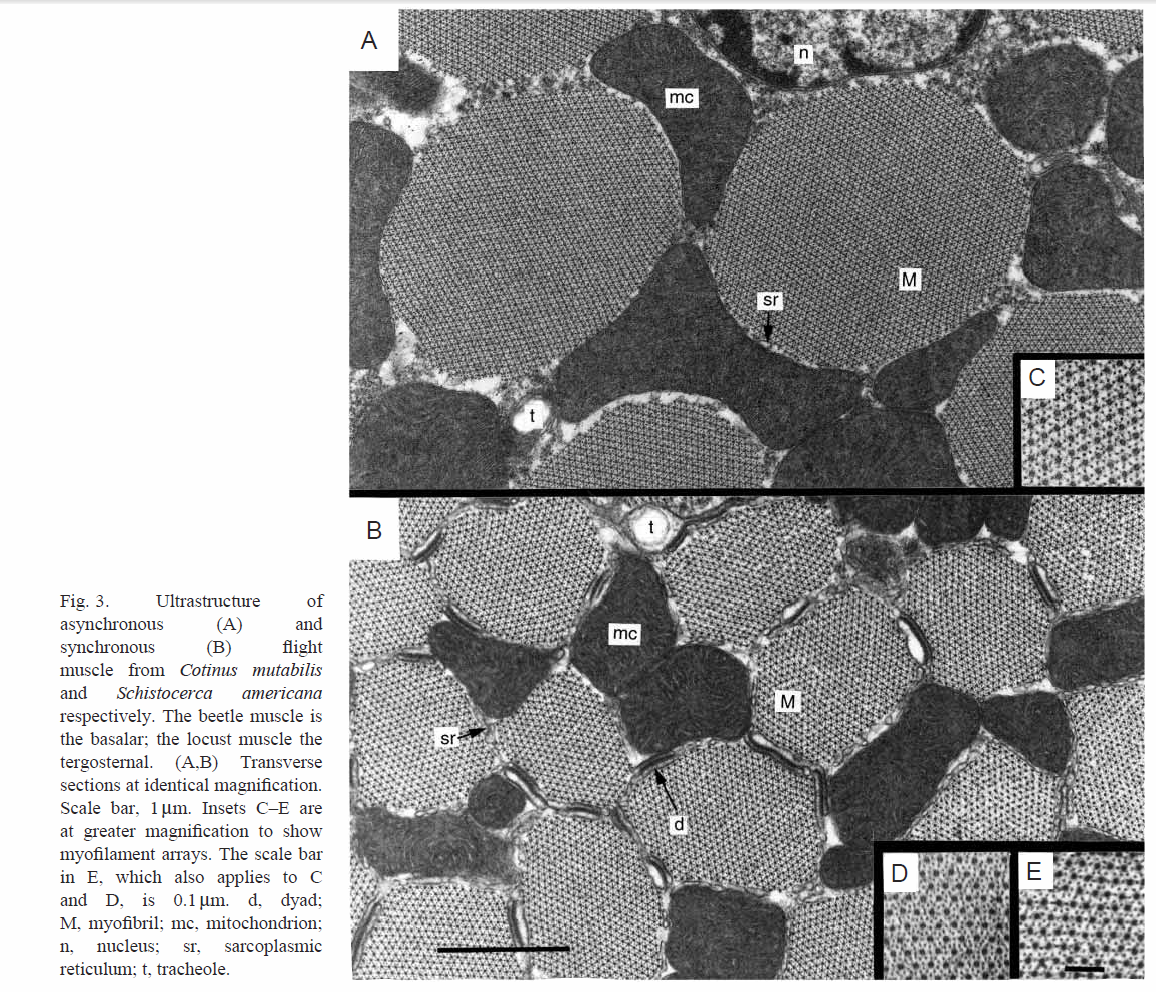 A
n
mc
M
sr
C
t
B
t
mc
M
sr
d
D
E
Fig. 3. Ultrastructure of
asynchronous (A) and
synchronous (B) flight
muscle from Cotinus mutabilis
and Schistocerca americana
respectively. The beetle muscle is
the basalar; the locust muscle the
tergosternal. (A,B) Transverse
sections at identical magnification.
Scale bar, 1 µm. Insets C–E are
at greater magnification to show
myofilament arrays. The scale bar
in E, which also applies to C
and D, is 0.1 µm. d, dyad;
M, myofibril; mc, mitochondrion;
n, nucleus; sr, sarcoplasmic
reticulum; t, tracheole.